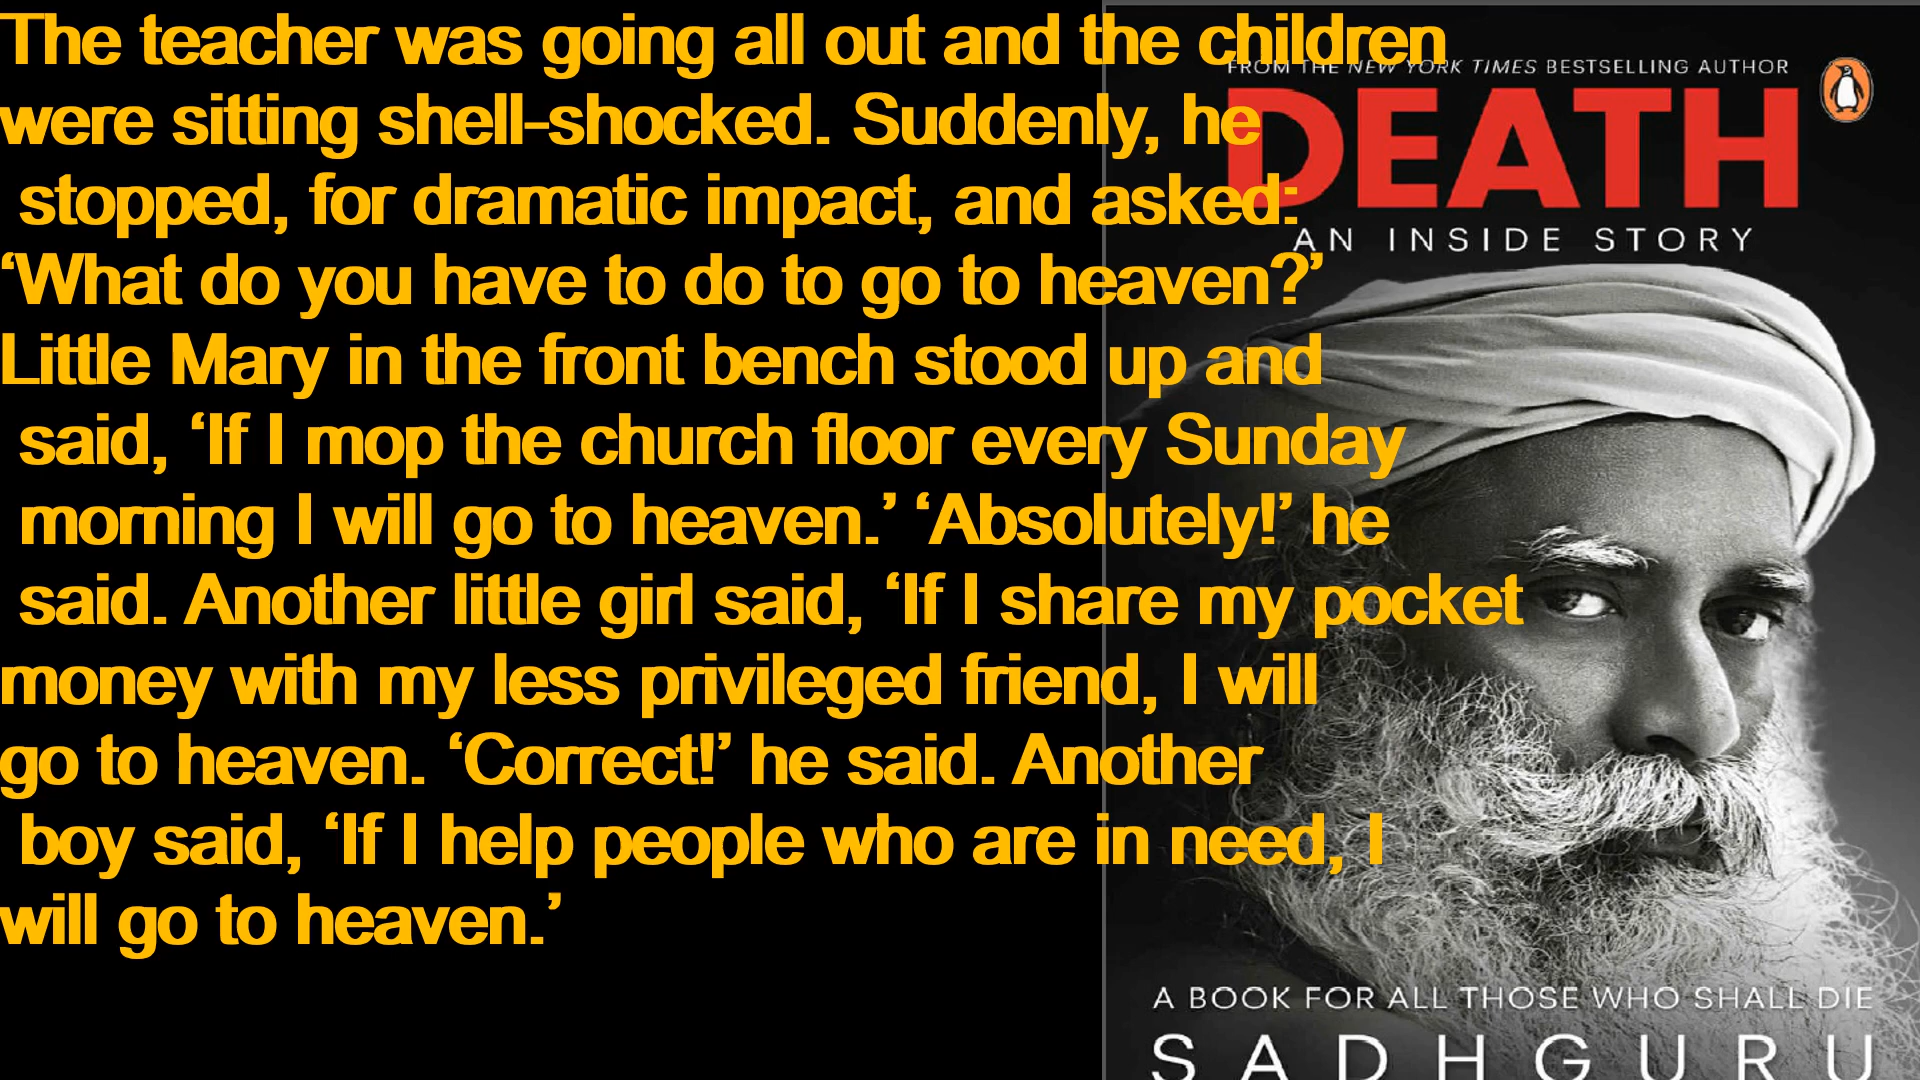 The teacher was going all out and the children
were sitting shell-shocked. Suddenly, he
stopped, for dramatic impact, and asked:
‘What do you have to do to go to heaven?’
Little Mary in the front bench stood up and
said, ‘If I mop the church floor every Sunday
morning I will go to heaven.’ ‘Absolutely!’ he
said. Another little girl said, ‘If I share my pocket
money with my less privileged friend, I will
go to heaven. ‘Correct!’ he said. Another
boy said, ‘If I help people who are in need, I
will go to heaven.’
FROM THE NEW YORK TIMES BESTSELLING AUTHOR
DEATH
AN INSIDE STORY
A BOOK FOR ALL THOSE WHO SHALL DIE
SADHGURU